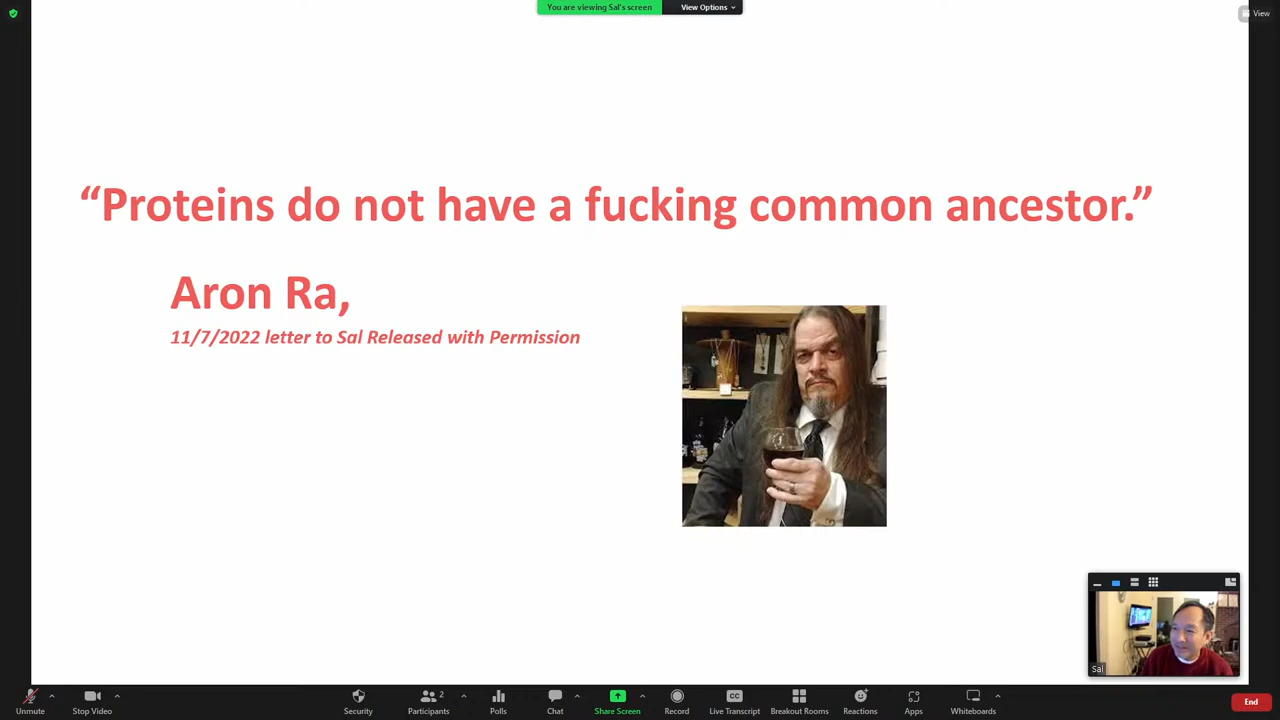 You are viewing Sal's screen
View Options
View
“Proteins do not have a fucking common ancestor.”
Aron Ra,
11/7/2022 letter to Sal Released with Permission
Sal
Unmute
Stop Video
Security
2
Participants
Polls
Chat
Share Screen
Record
CC
Live Transcript
Breakout Rooms
Reactions
Apps
Whiteboards
End